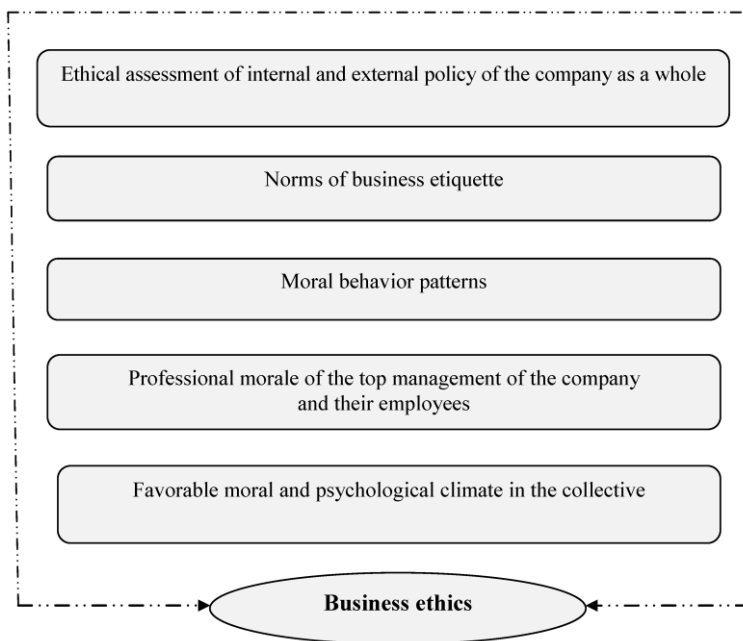 Ethical assessment of internal and external policy of the company as a whole
Norms of business etiquette
Moral behavior patterns
Professional morale of the top management of the company
and their employees
Favorable moral and psychological climate in the collective
Business ethics